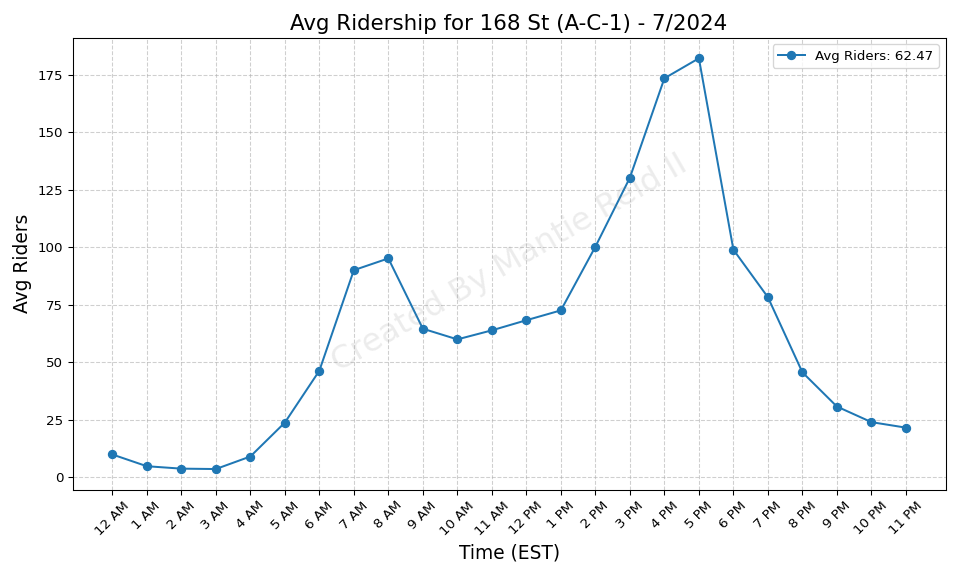 Avg Ridership for 168 St (A-C-1) - 7/2024
Avg Riders: 62.47
175
150
125
100
75
50
25
0
Avg Riders
Created By Mantie Reid II
12 AM
1 AM
2 AM
3 AM
4 AM
5 AM
6 AM
7 AM
8 AM
9 AM
10 AM
11 AM
12 PM
1 PM
2 PM
3 PM
4 PM
5 PM
6 PM
7 PM
8 PM
9 PM
10 PM
11 PM
Time (EST)